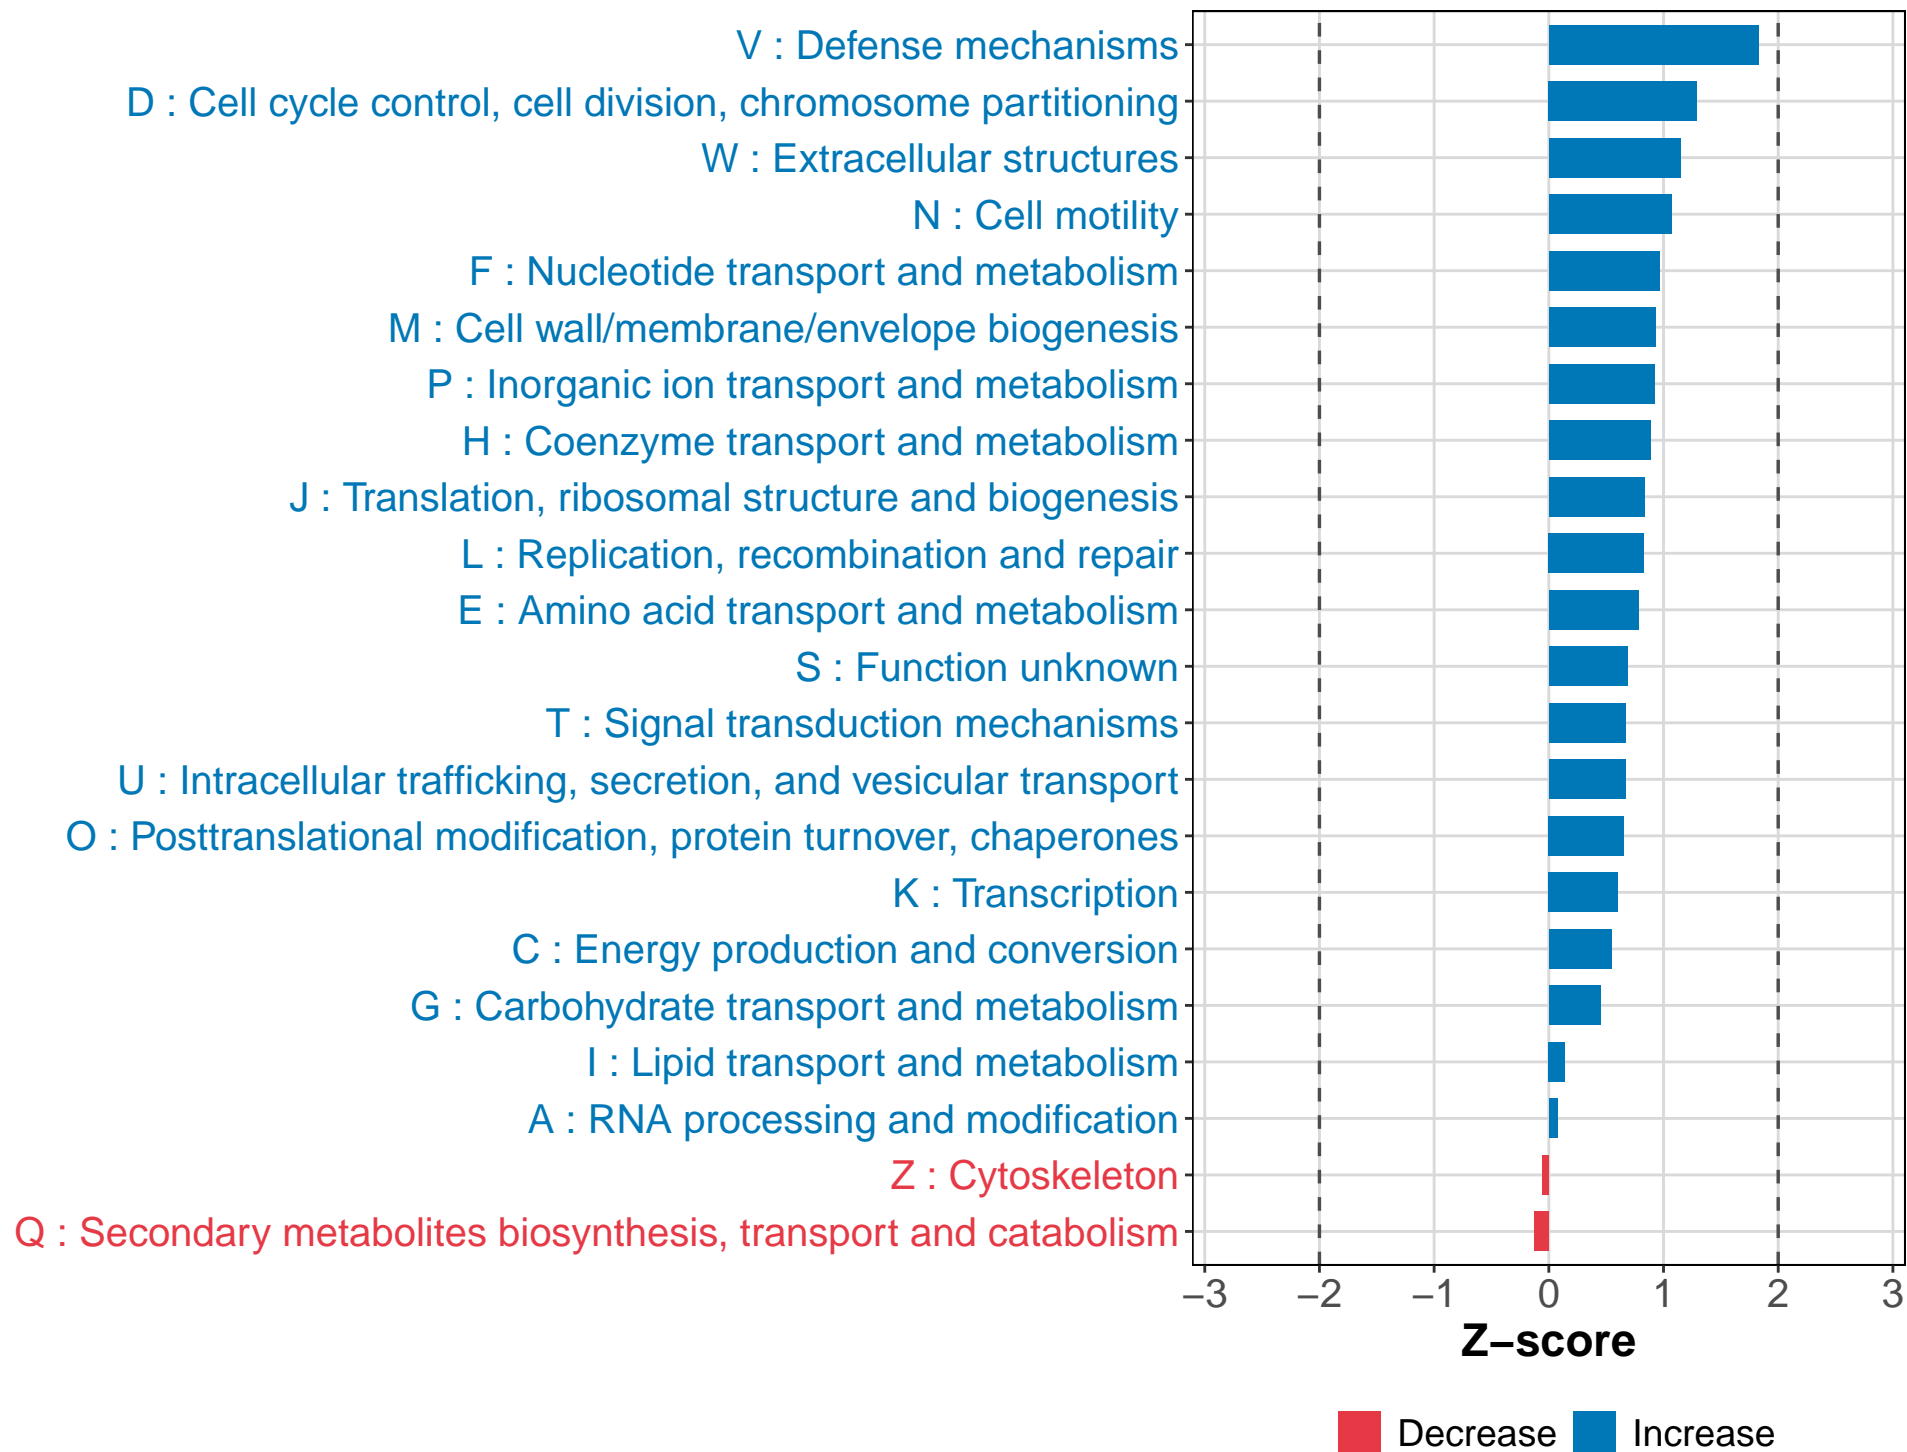 V : Defense mechanisms
D : Cell cycle control, cell division, chromosome partitioning
W : Extracellular structures
N : Cell motility
F : Nucleotide transport and metabolism
M : Cell wall/membrane/envelope biogenesis
P : Inorganic ion transport and metabolism
H : Coenzyme transport and metabolism
J : Translation, ribosomal structure and biogenesis
L : Replication, recombination and repair
E : Amino acid transport and metabolism
S : Function unknown
T : Signal transduction mechanisms
U : Intracellular trafficking, secretion, and vesicular transport
O : Posttranslational modification, protein turnover, chaperones
K : Transcription
C : Energy production and conversion
G : Carbohydrate transport and metabolism
I : Lipid transport and metabolism
A : RNA processing and modification
Z : Cytoskeleton
Q : Secondary metabolites biosynthesis, transport and catabolism
−3 −2 −1 0 1 2 3
Z−score
Decrease Increase